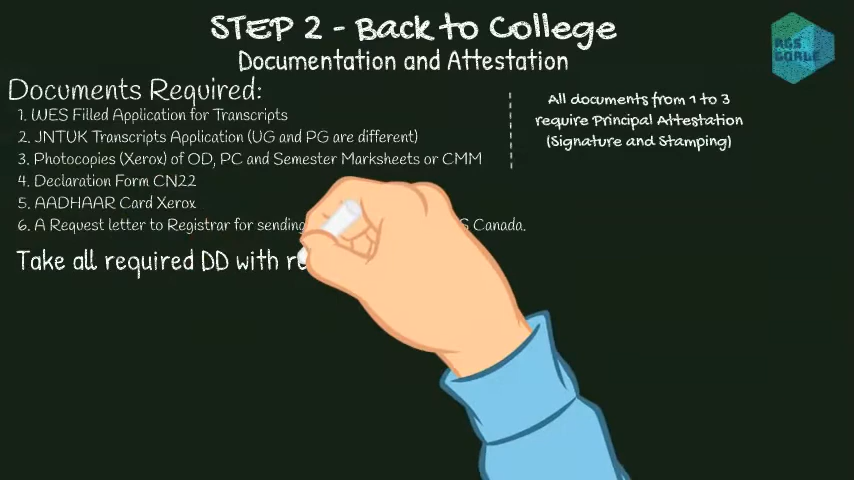 STEP 2 - Back to College
Documentation and Attestation
Documents Required:
1. WES Filled Application for Transcripts
2. JNTUK Transcripts Application (UG and PG are different)
3. Photocopies (Xerox) of OD, PC and Semester Marksheets or CMM
4. Declaration Form CN22
5. AADHAAR Card Xerox
6. A Request letter to Registrar for sending Canada.
Take all required DD with
All documents from 1 to 3
require Principal Attestation
(Signature and Stamping)
RGS
GORLE